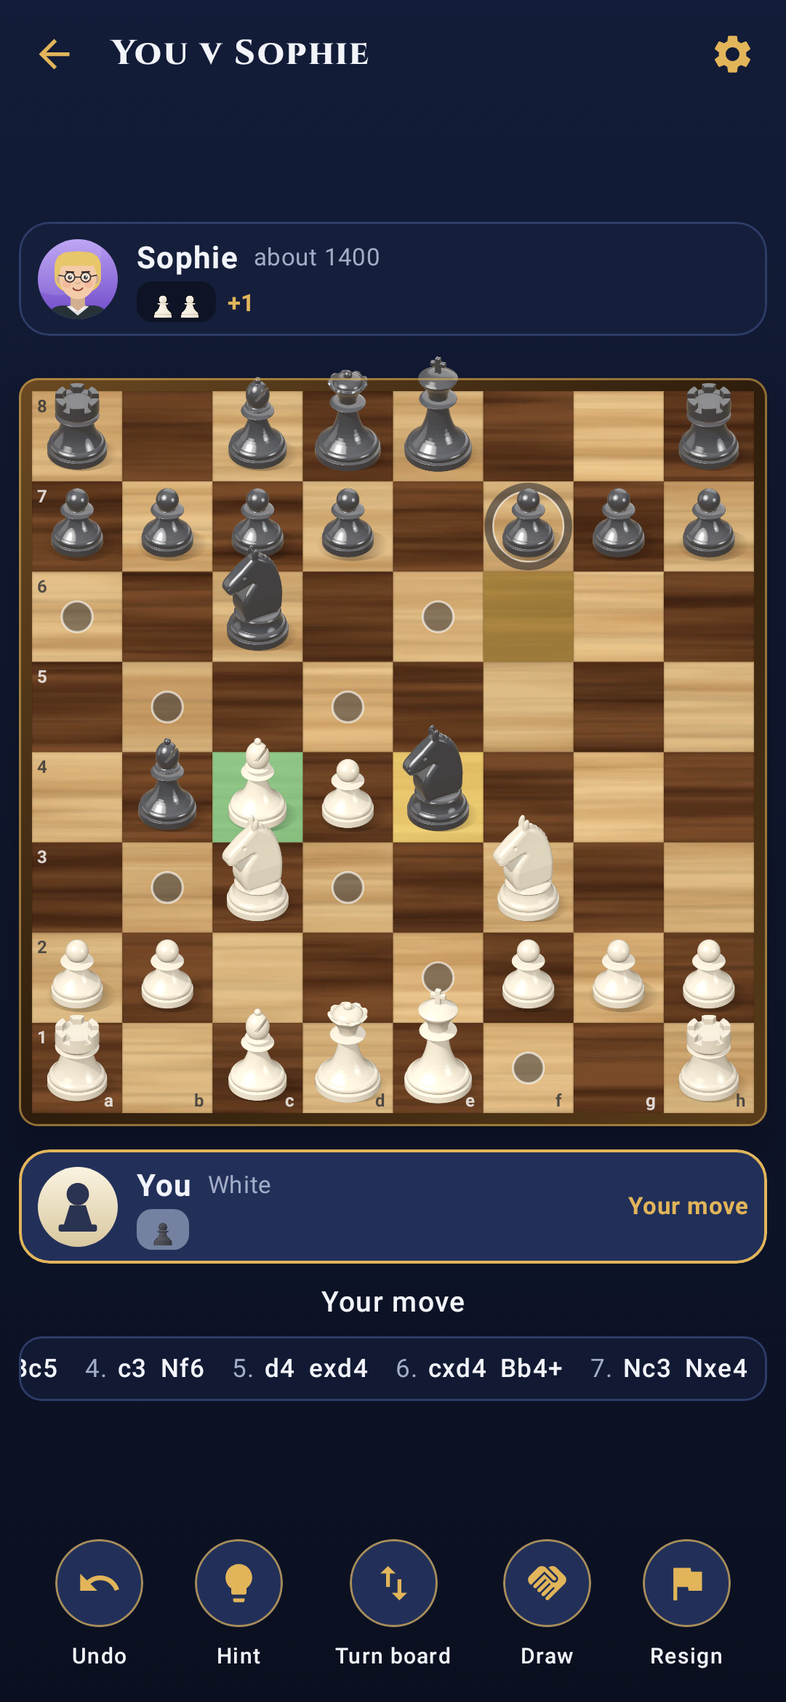 You v Sophie
Sophie about 1400
+1
8
7
6
5
4
3
2
1
a b c d e f g h
You White
Your move
Your move
c5 4. c3 Nf6 5. d4 exd4 6. cxd4 Bb4+ 7. Nc3 Nxe4
Undo Hint Turn board Draw Resign